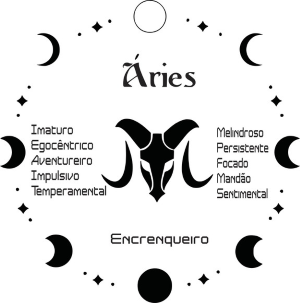 Áries
Imaturo
Egocêntrico
Aventureiro
Impulsivo
Temperamental
Melindroso
Persistente
Focado
Mandão
Sentimental
Encrenqueiro